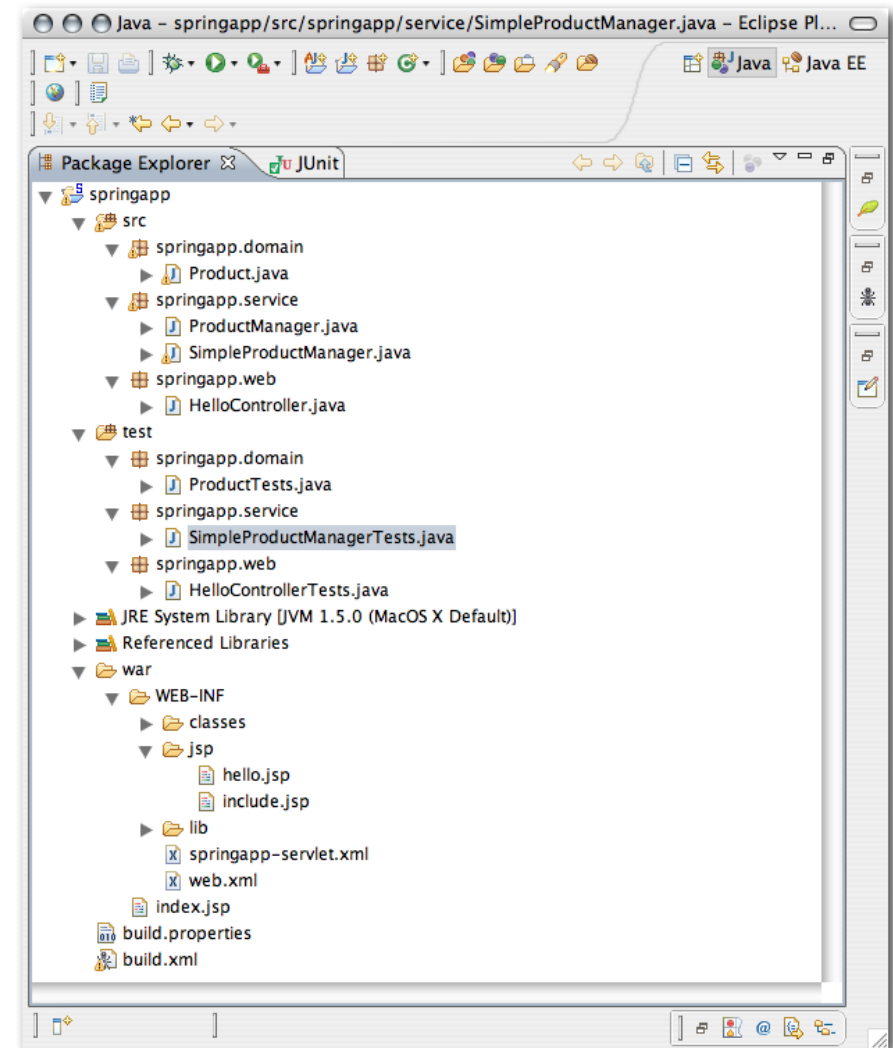 Java – springapp/src/springapp/service/SimpleProductManager.java – Eclipse Pl...
Java Java EE
Package Explorer JUnit
springapp
src
springapp.domain
Product.java
springapp.service
ProductManager.java
SimpleProductManager.java
springapp.web
HelloController.java
test
springapp.domain
ProductTests.java
springapp.service
SimpleProductManagerTests.java
springapp.web
HelloControllerTests.java
JRE System Library [JVM 1.5.0 (MacOS X Default)]
Referenced Libraries
war
WEB-INF
classes
jsp
hello.jsp
include.jsp
lib
springapp-servlet.xml
web.xml
index.jsp
build.properties
build.xml